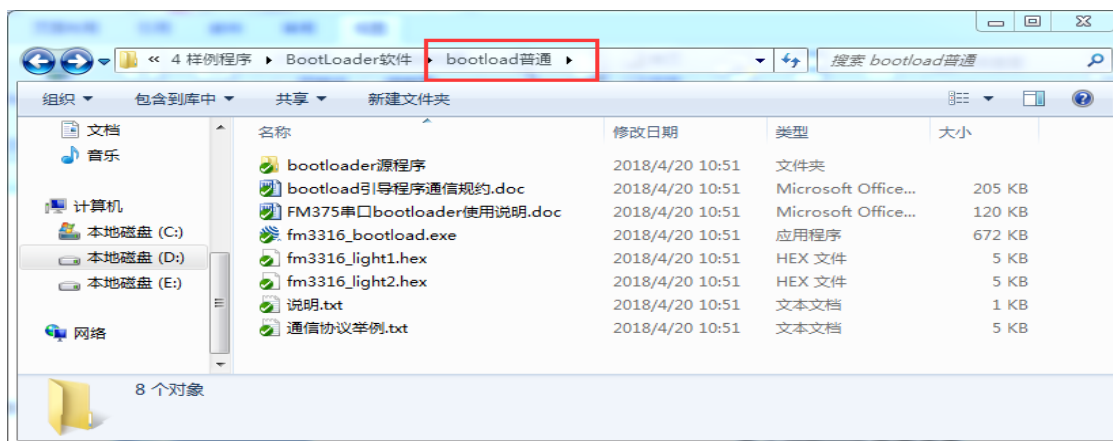 « 4 样例程序 ▸ BootLoader软件 ▸ bootload普通 ▸
搜索 bootload普通
组织 包含到库中 共享 新建文件夹
文档
音乐
计算机
本地磁盘 (C:)
本地磁盘 (D:)
本地磁盘 (E:)
网络
名称 修改日期 类型 大小
bootloader源程序 2018/4/20 10:51 文件夹
bootload引导程序通信规约.doc 2018/4/20 10:51 Microsoft Office... 205 KB
FM375串口bootloader使用说明.doc 2018/4/20 10:51 Microsoft Office... 120 KB
fm3316_bootload.exe 2018/4/20 10:51 应用程序 672 KB
fm3316_light1.hex 2018/4/20 10:51 HEX 文件 5 KB
fm3316_light2.hex 2018/4/20 10:51 HEX 文件 5 KB
说明.txt 2018/4/20 10:51 文本文档 1 KB
通信协议举例.txt 2018/4/20 10:51 文本文档 5 KB
8 个对象